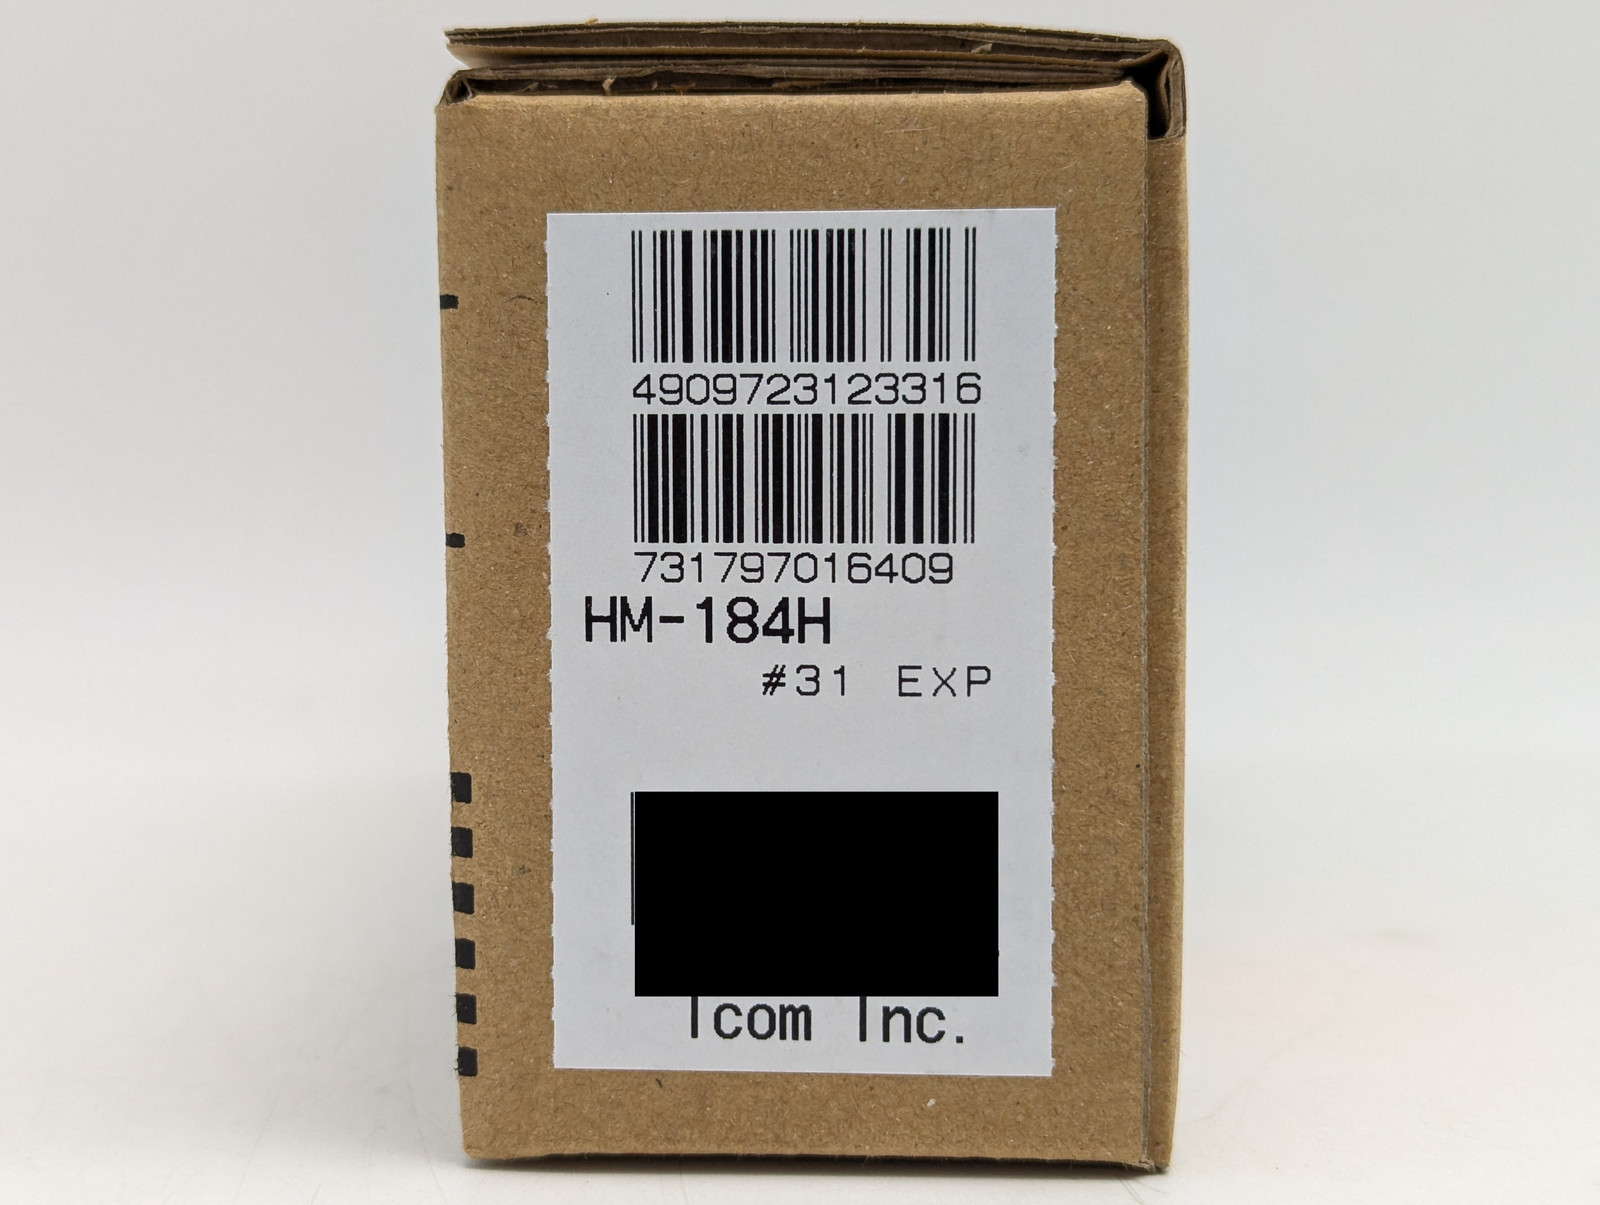 4909723123316
731797016409
HM-184H
#31 EXP
Icom Inc.